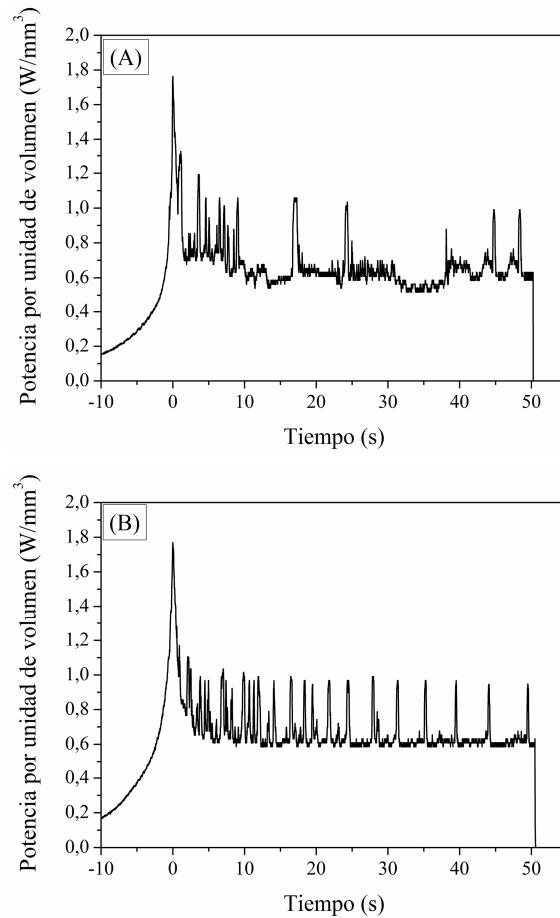 Potencia por unidad de volumen (W/mm³)
2,0
(A)
1,8
1,6
1,4
1,2
1,0
0,8
0,6
0,4
0,2
0,0
-10 0 10 20 30 40 50
Tiempo (s)
Potencia por unidad de volumen (W/mm³)
2,0
(B)
1,8
1,6
1,4
1,2
1,0
0,8
0,6
0,4
0,2
0,0
-10 0 10 20 30 40 50
Tiempo (s)